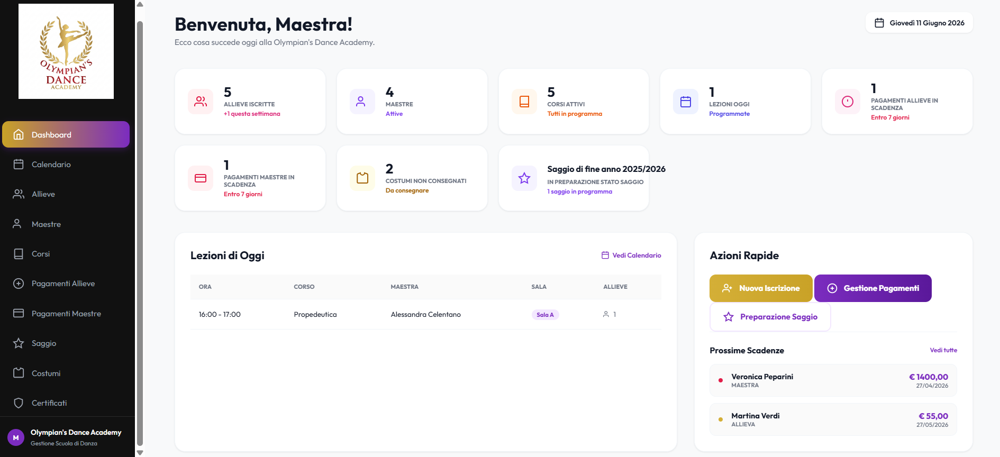 OLYMPIAN'S
DANCE
ACADEMY
Dashboard
Calendario
Allieve
Maestre
Corsi
Pagamenti Allieve
Pagamenti Maestre
Saggio
Costumi
Certificati
M
Olympian's Dance Academy
Gestione Scuola di Danza
Benvenuta, Maestra!
Ecco cosa succede oggi alla Olympian's Dance Academy.
Giovedì 11 Giugno 2026
5
ALLIEVE ISCRITTE
+1 questa settimana
4
MAESTRE
Attive
5
CORSI ATTIVI
Tutti in programma
1
LEZIONI OGGI
Programmate
1
PAGAMENTI ALLIEVE IN
SCADENZA
Entro 7 giorni
1
PAGAMENTI MAESTRE IN
SCADENZA
Entro 7 giorni
2
COSTUMI NON CONSEGNATI
Da consegnare
Saggio di fine anno 2025/2026
IN PREPARAZIONE STATO SAGGIO
1 saggio in programma
Lezioni di Oggi
Vedi Calendario
ORA CORSO MAESTRA SALA ALLIEVE
16:00 - 17:00 Propedeutica Alessandra Celentano Sala A 1
Azioni Rapide
Nuova Iscrizione
Gestione Pagamenti
Preparazione Saggio
Prossime Scadenze
Vedi tutte
Veronica Peparini € 1400,00
MAESTRA 27/04/2026
Martina Verdi € 55,00
ALLIEVA 27/05/2026